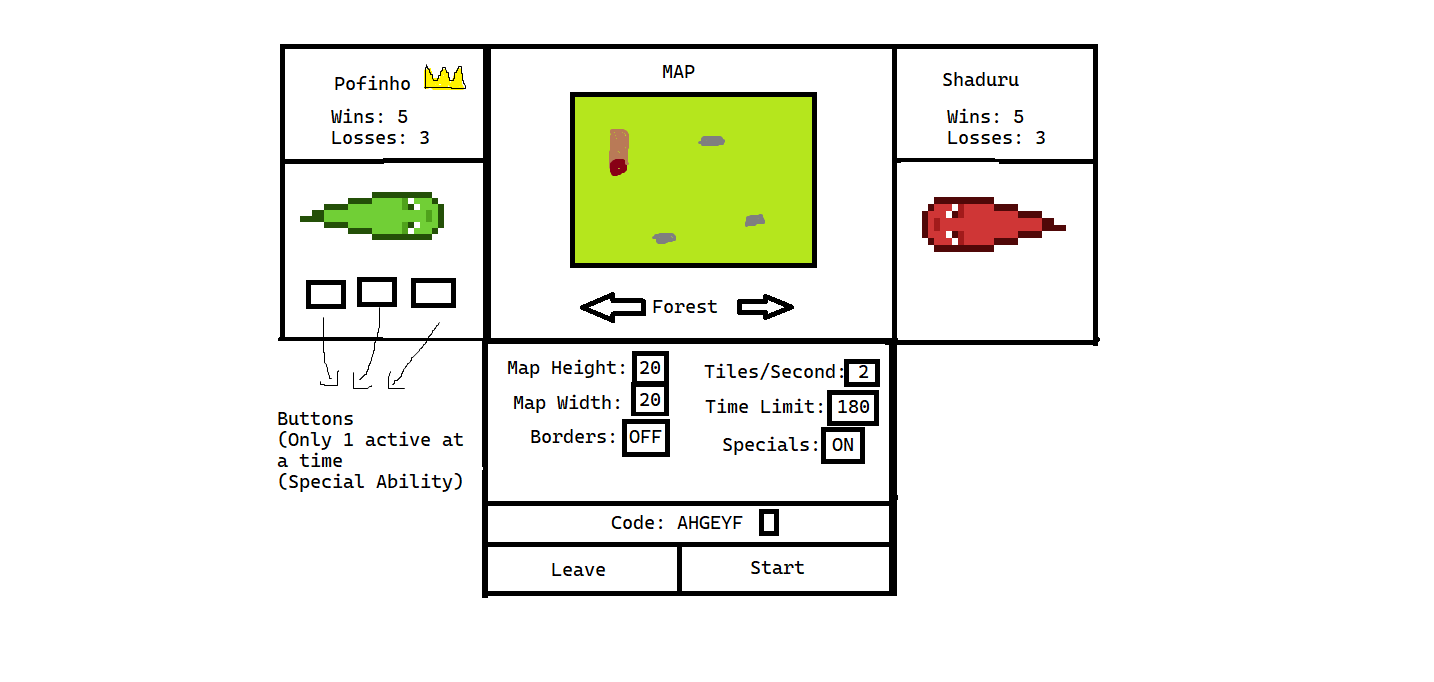 Pofinho
Wins: 5
Losses: 3
MAP
Forest
Shaduru
Wins: 5
Losses: 3
Map Height: 20
Map Width: 20
Borders: OFF
Tiles/Second: 2
Time Limit: 180
Specials: ON
Buttons
(Only 1 active at
a time
(Special Ability)
Code: AHGEYF
Leave
Start